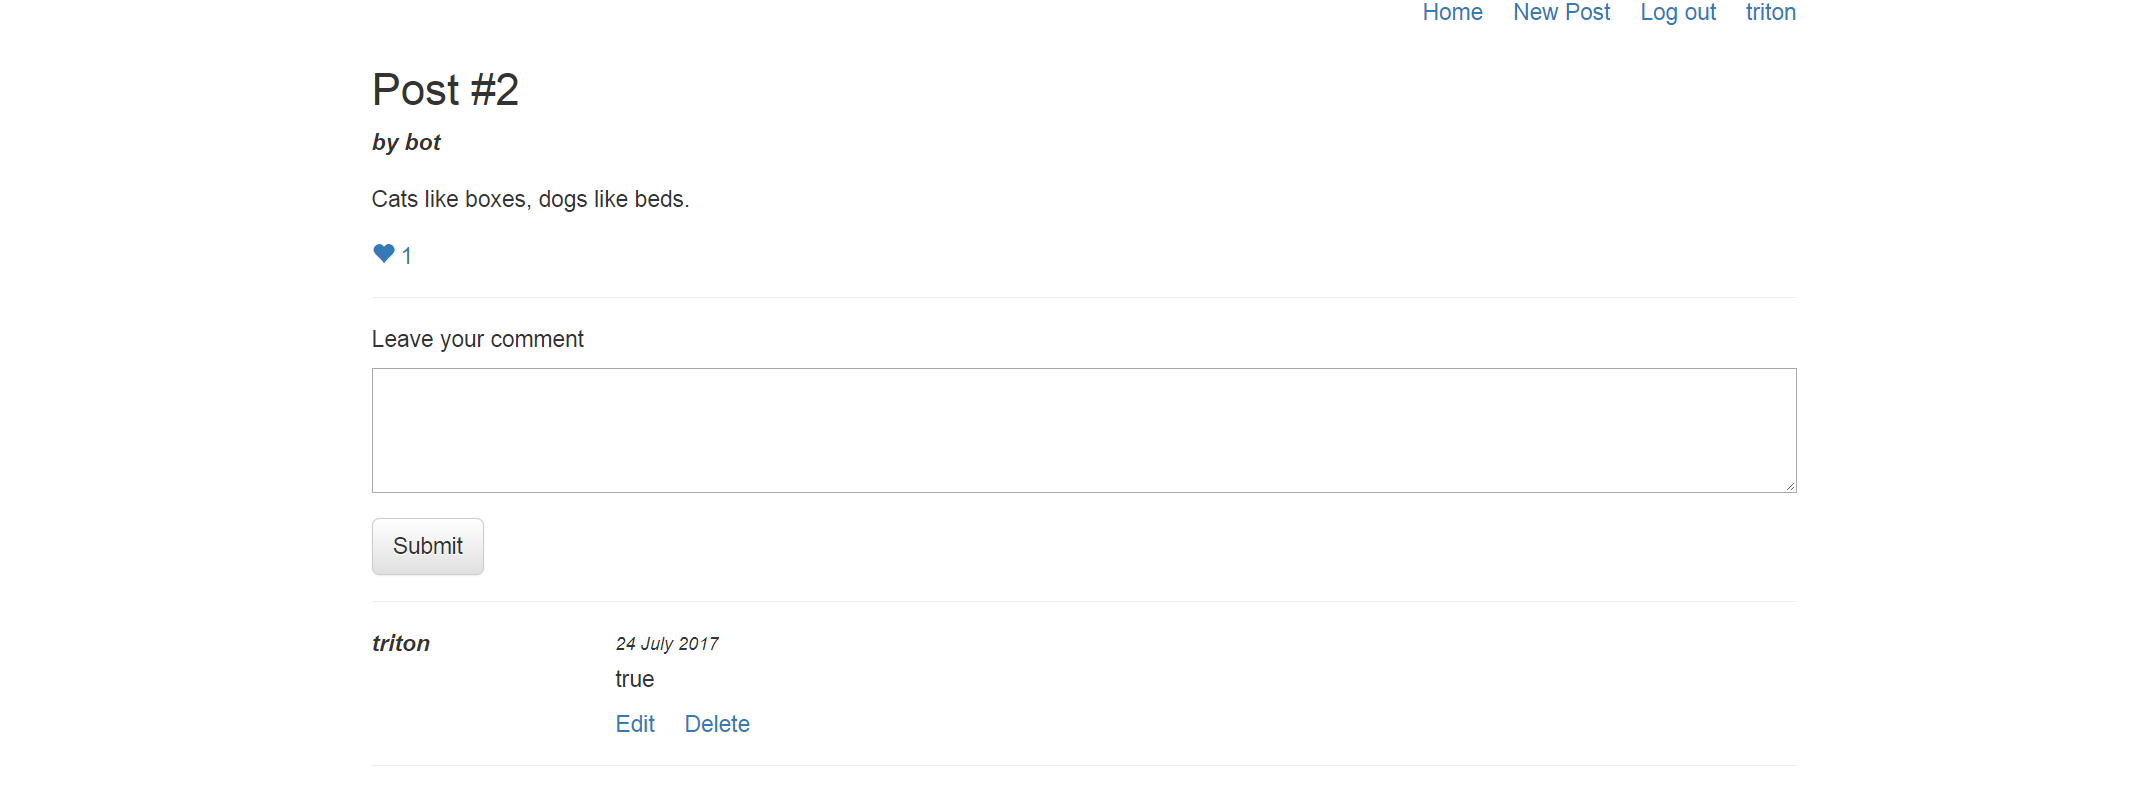 Home New Post Log out triton
Post #2
by bot
Cats like boxes, dogs like beds.
1
Leave your comment
Submit
triton 24 July 2017
true
Edit Delete